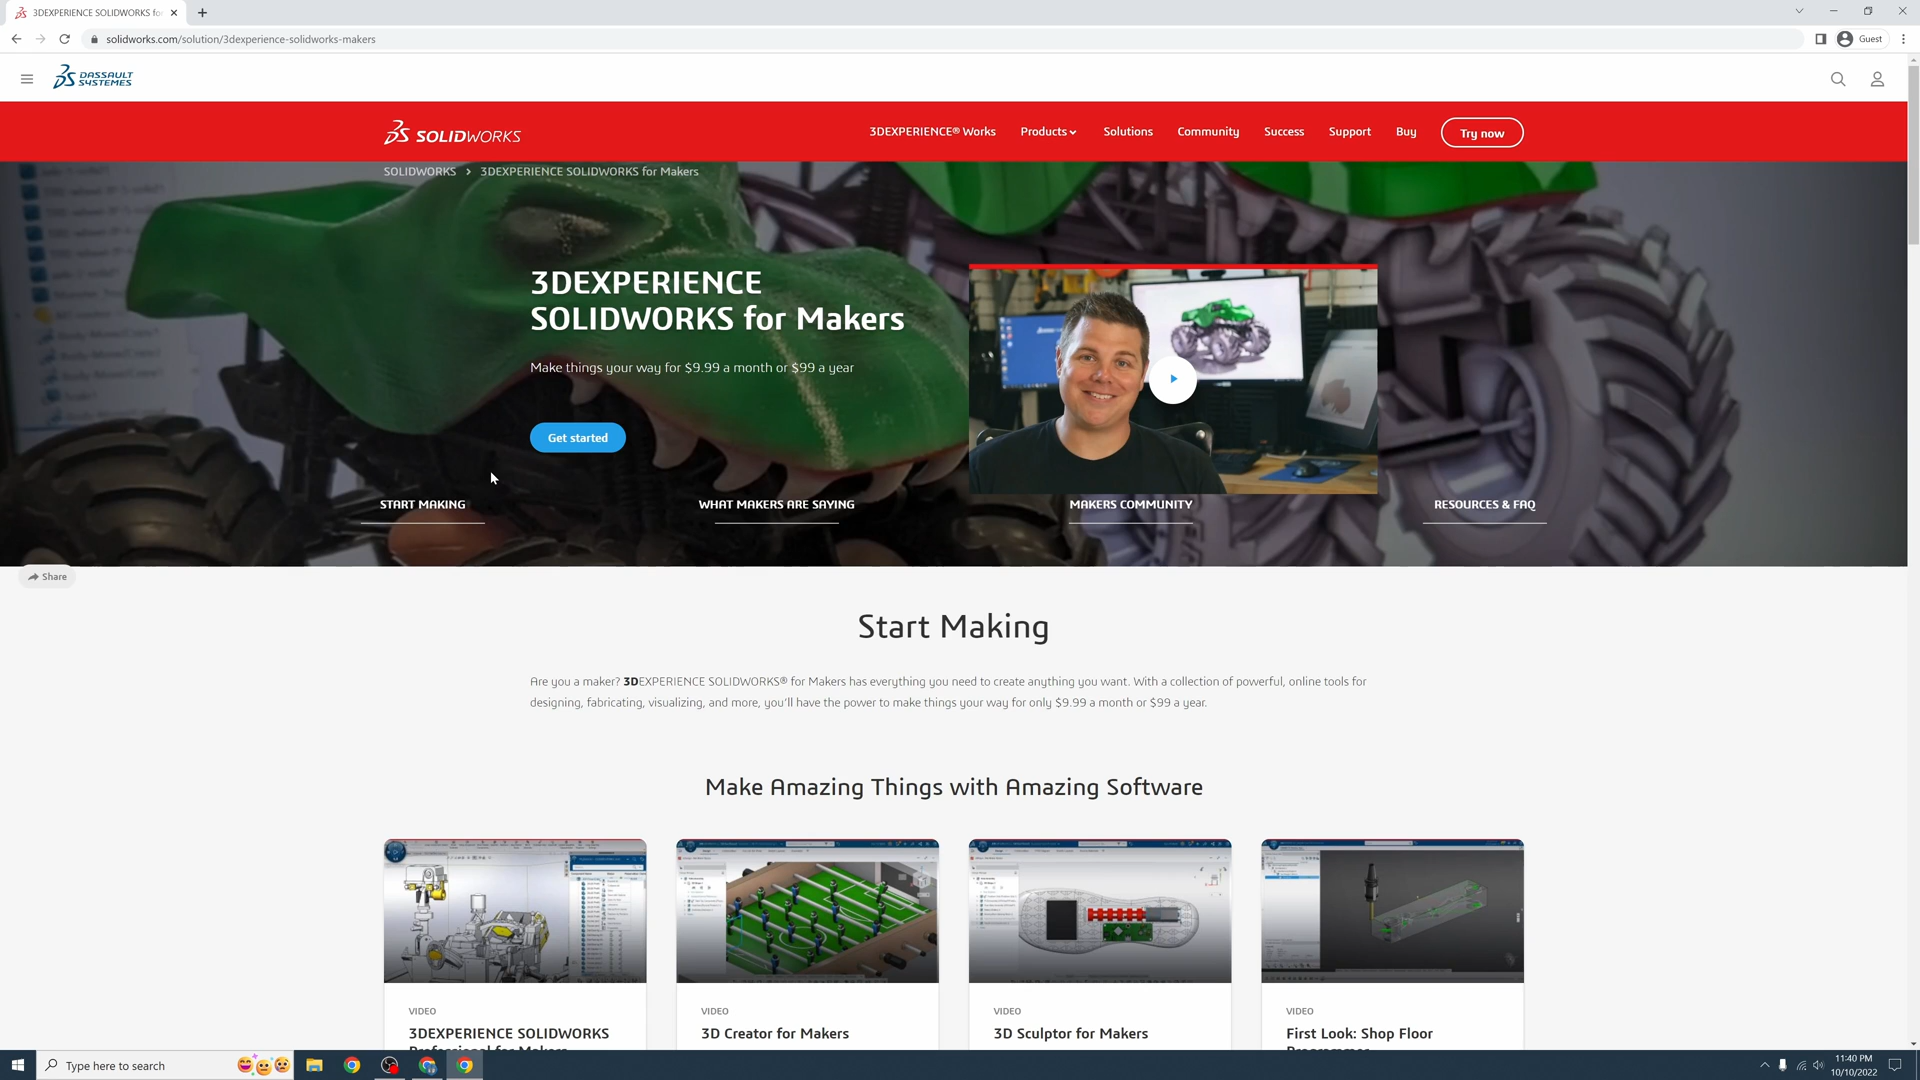 3DEXPERIENCE SOLIDWORKS fo
solidworks.com/solution/3dexperience-solidworks-makers
Guest
DASSAULT
SYSTEMES
SOLIDWORKS
3DEXPERIENCE® Works
Products
Solutions
Community
Success
Support
Buy
Try now
SOLIDWORKS > 3DEXPERIENCE SOLIDWORKS for Makers
3DEXPERIENCE
SOLIDWORKS for Makers
Make things your way for $9.99 a month or $99 a year
Get started
START MAKING
WHAT MAKERS ARE SAYING
MAKERS COMMUNITY
RESOURCES & FAQ
Share
Start Making
Are you a maker? 3DEXPERIENCE SOLIDWORKS® for Makers has everything you need to create anything you want. With a collection of powerful, online tools for
designing, fabricating, visualizing, and more, you'll have the power to make things your way for only $9.99 a month or $99 a year.
Make Amazing Things with Amazing Software
VIDEO
3DEXPERIENCE SOLIDWORKS
Professional for Makers
VIDEO
3D Creator for Makers
VIDEO
3D Sculptor for Makers
VIDEO
First Look: Shop Floor
Programmer
Type here to search
11:40 PM
10/10/2022